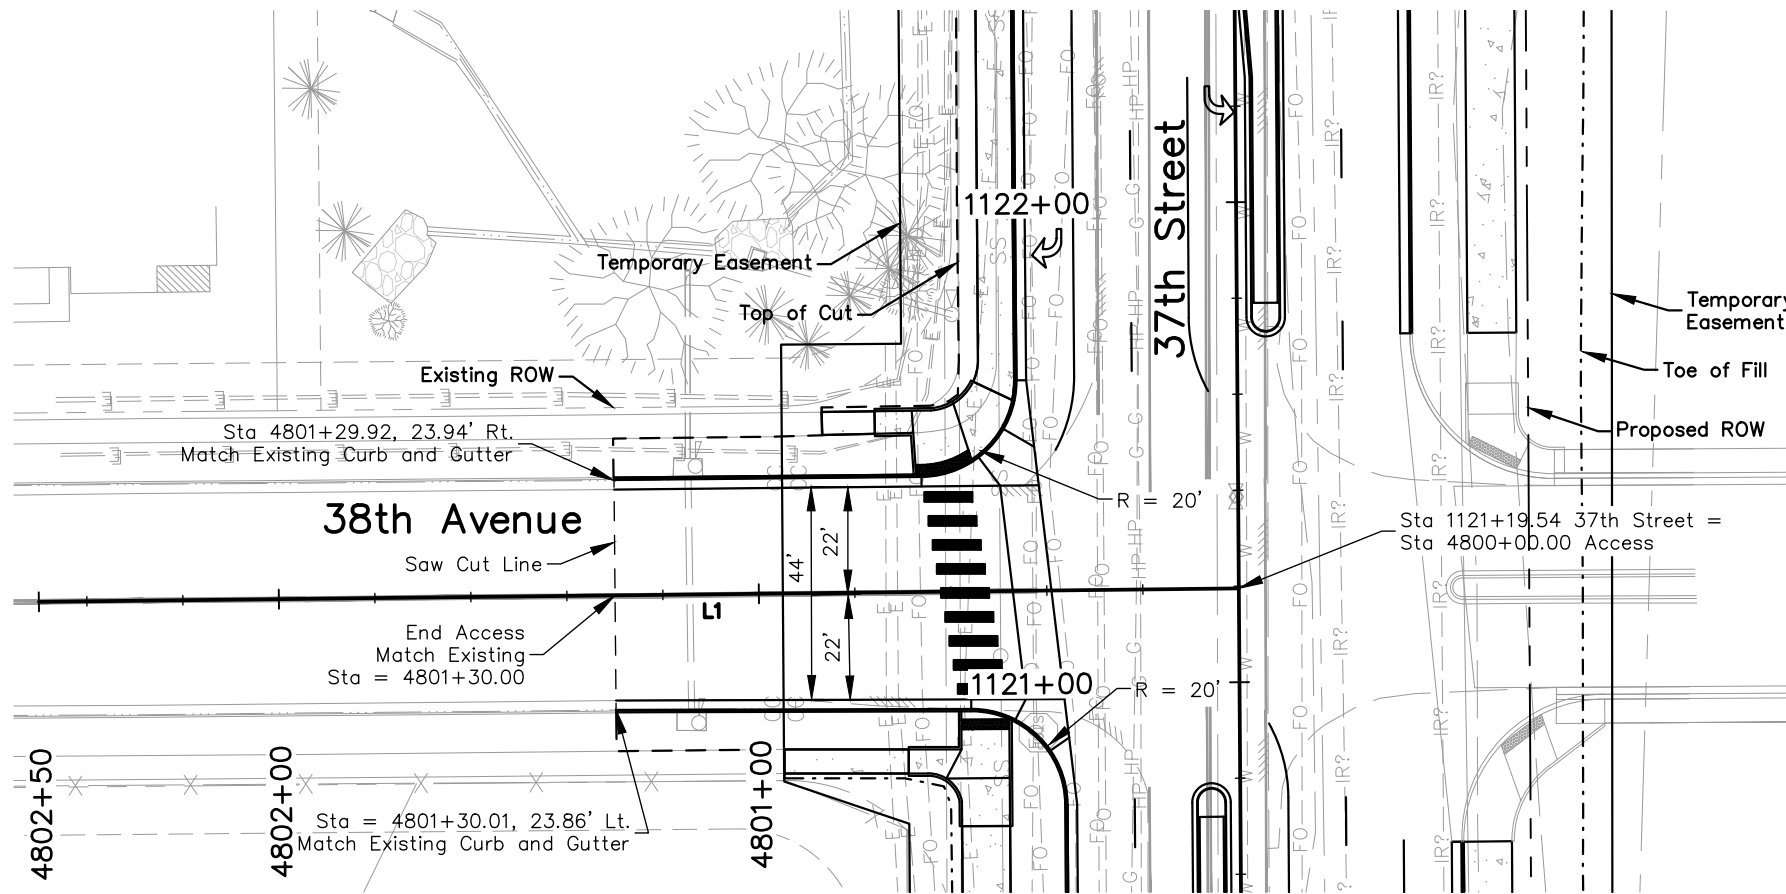 37th Street
1122+00
Temporary Easement
Top of Cut
Temporary
Easement
Toe of Fill
Existing ROW
Proposed ROW
Sta 4801+29.92, 23.94' Rt.
Match Existing Curb and Gutter
R = 20'
38th Avenue
Sta 1121+19.54 37th Street =
Sta 4800+00.00 Access
Saw Cut Line
44'
22'
22'
L1
End Access
Match Existing
Sta = 4801+30.00
1121+00
R = 20'
4802+50
4802+00
4801+00
Sta = 4801+30.01, 23.86' Lt.
Match Existing Curb and Gutter